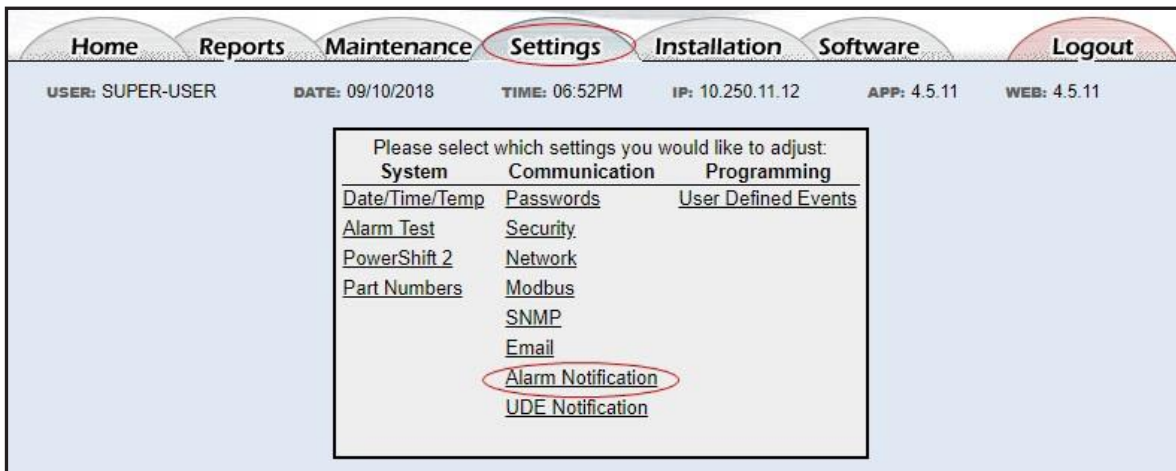 Home Reports Maintenance Settings Installation Software Logout
USER: SUPER-USER DATE: 09/10/2018 TIME: 06:52PM IP: 10.250.11.12 APP: 4.5.11 WEB: 4.5.11
Please select which settings you would like to adjust:
System Communication Programming
Date/Time/Temp Passwords User Defined Events
Alarm Test Security
PowerShift 2 Network
Part Numbers Modbus
SNMP
Email
Alarm Notification
UDE Notification